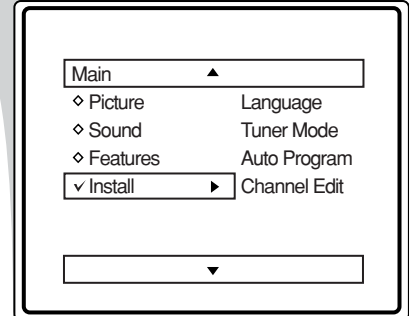 Main
Picture Language
Sound Tuner Mode
Features Auto Program
Install Channel Edit